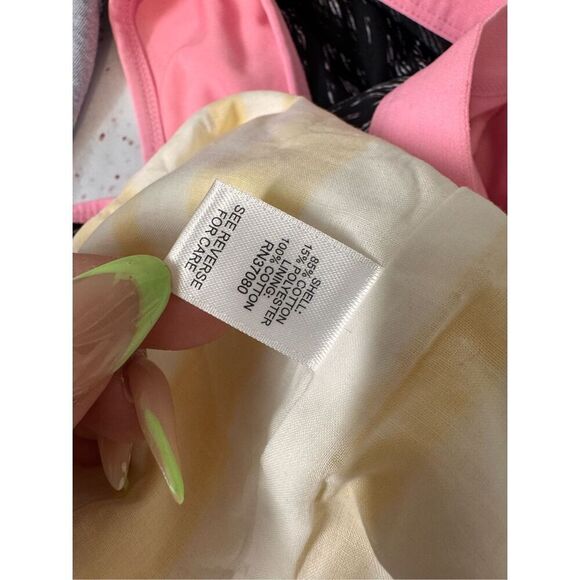 SHELL:
85% COTTON
15% POLYESTER
LINING:
100% COTTON
RN37080
SEE REVERSE
FOR CARE